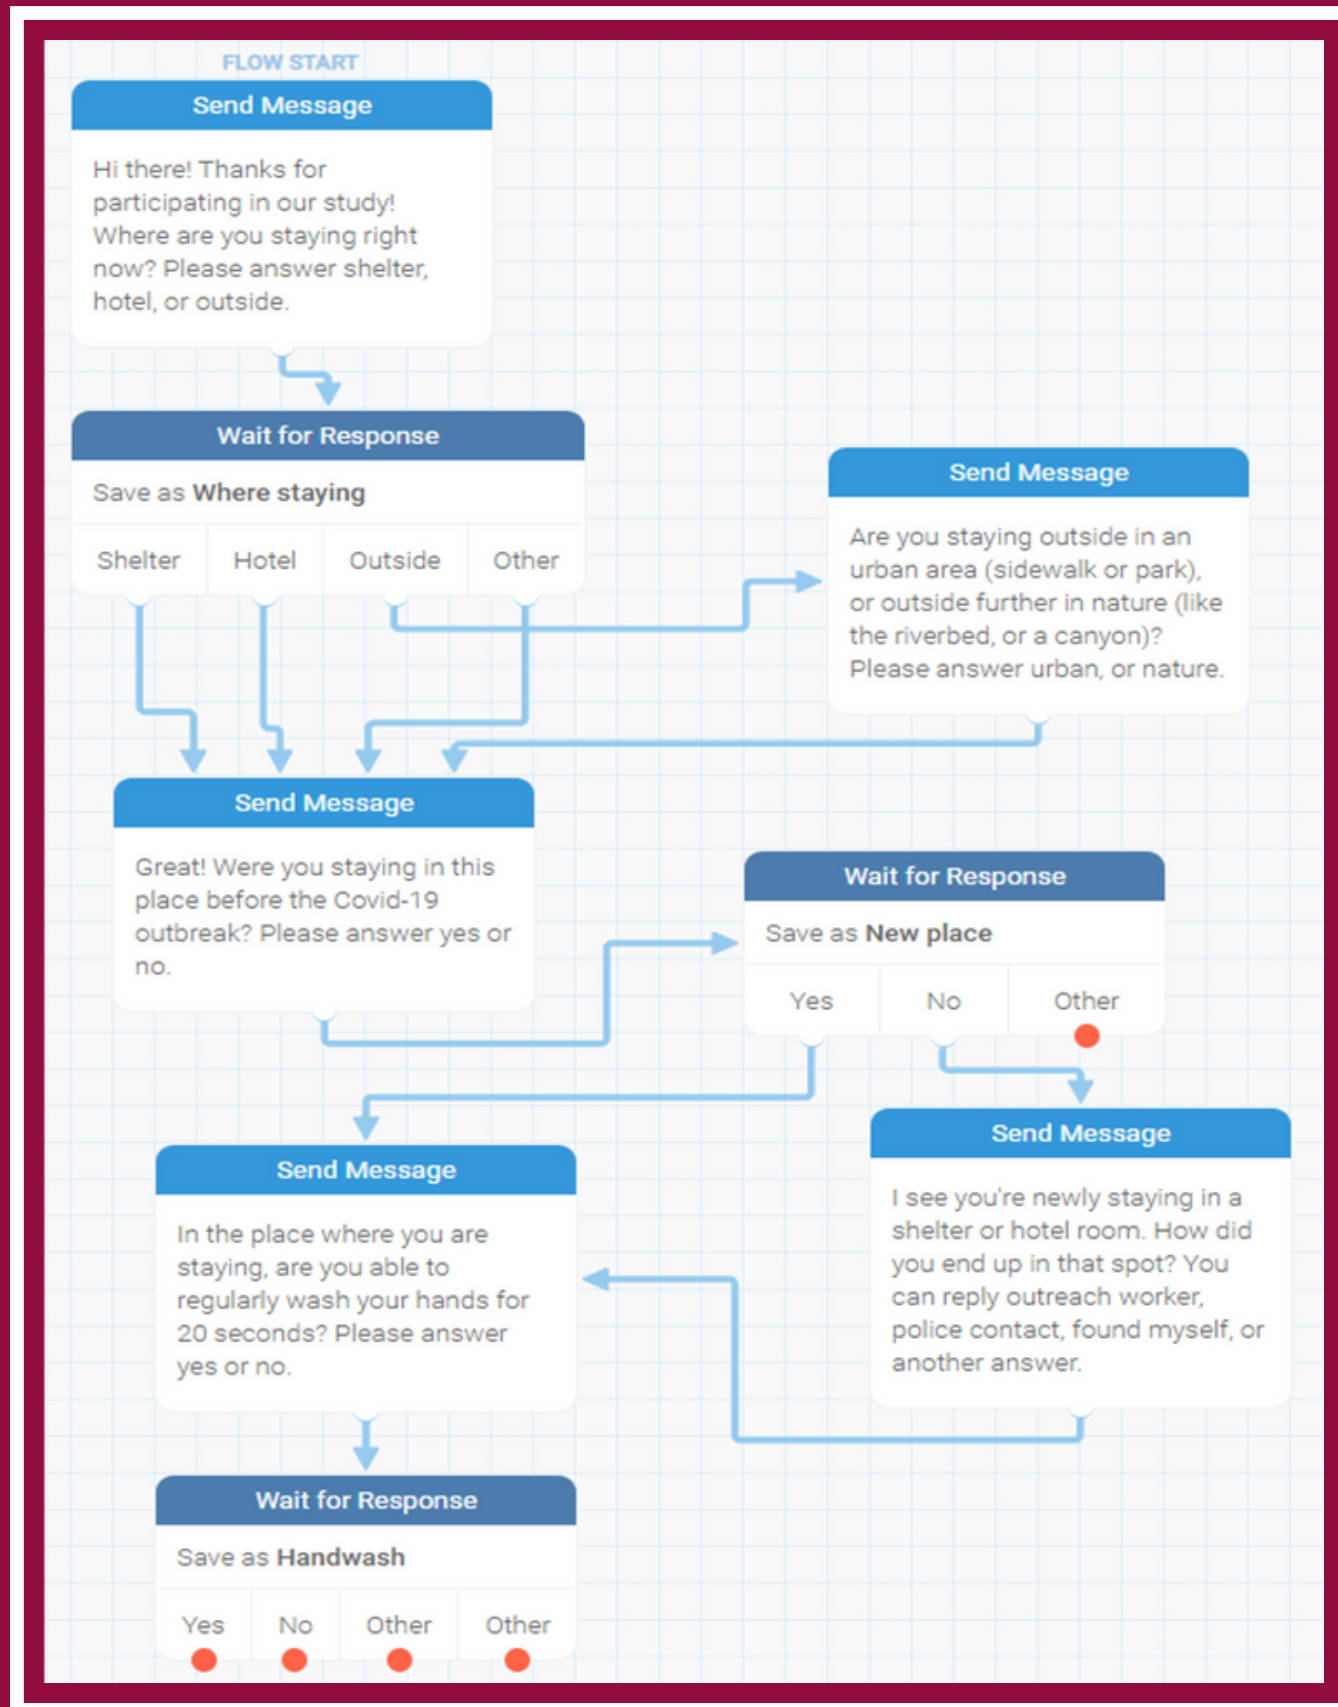 FLOW START
Send Message
Hi there! Thanks for
participating in our study!
Where are you staying right
now? Please answer shelter,
hotel, or outside.
Wait for Response
Save as Where staying
Shelter Hotel Outside Other
Send Message
Are you staying outside in an
urban area (sidewalk or park),
or outside further in nature (like
the riverbed, or a canyon)?
Please answer urban, or nature.
Send Message
Great! Were you staying in this
place before the Covid-19
outbreak? Please answer yes or
no.
Wait for Response
Save as New place
Yes No Other
Send Message
I see you're newly staying in a
shelter or hotel room. How did
you end up in that spot? You
can reply outreach worker,
police contact, found myself, or
another answer.
Send Message
In the place where you are
staying, are you able to
regularly wash your hands for
20 seconds? Please answer
yes or no.
Wait for Response
Save as Handwash
Yes No Other Other